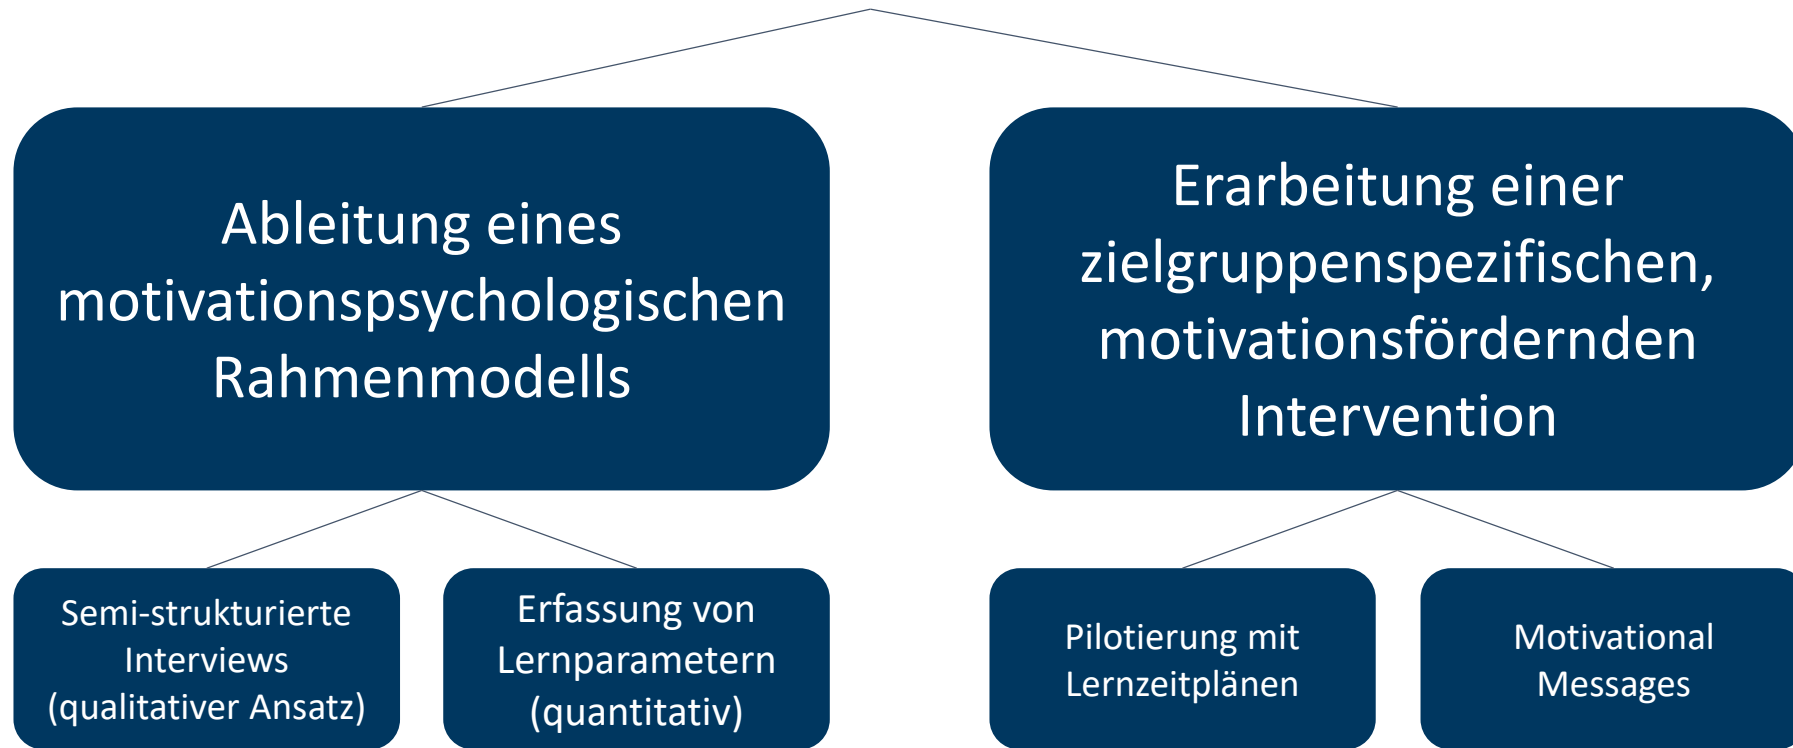 Ableitung eines
motivationspsychologischen
Rahmenmodells
Erarbeitung einer
zielgruppenspezifischen,
motivationsfördernden
Intervention
Semi-strukturierte
Interviews
(qualitativer Ansatz)
Erfassung von
Lernparametern
(quantitativ)
Pilotierung mit
Lernzeitplänen
Motivational
Messages